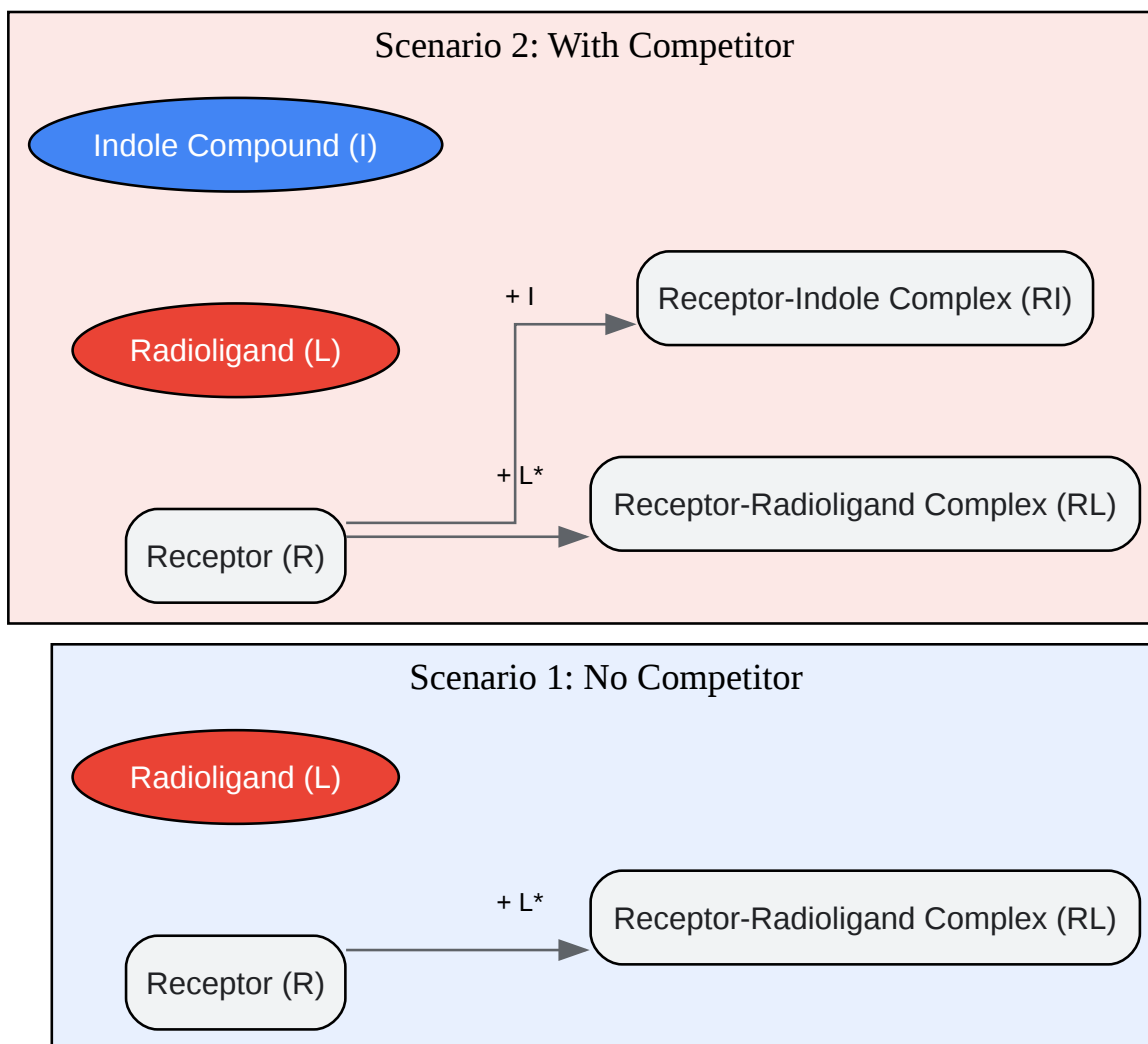 Scenario 2: With Competitor
Indole Compound (I)
Receptor-Indole Complex (RI)
+ I
Radioligand (L)
+ L*
Receptor-Radioligand Complex (RL)
Receptor (R)
Scenario 1: No Competitor
Radioligand (L)
+ L*
Receptor-Radioligand Complex (RL)
Receptor (R)